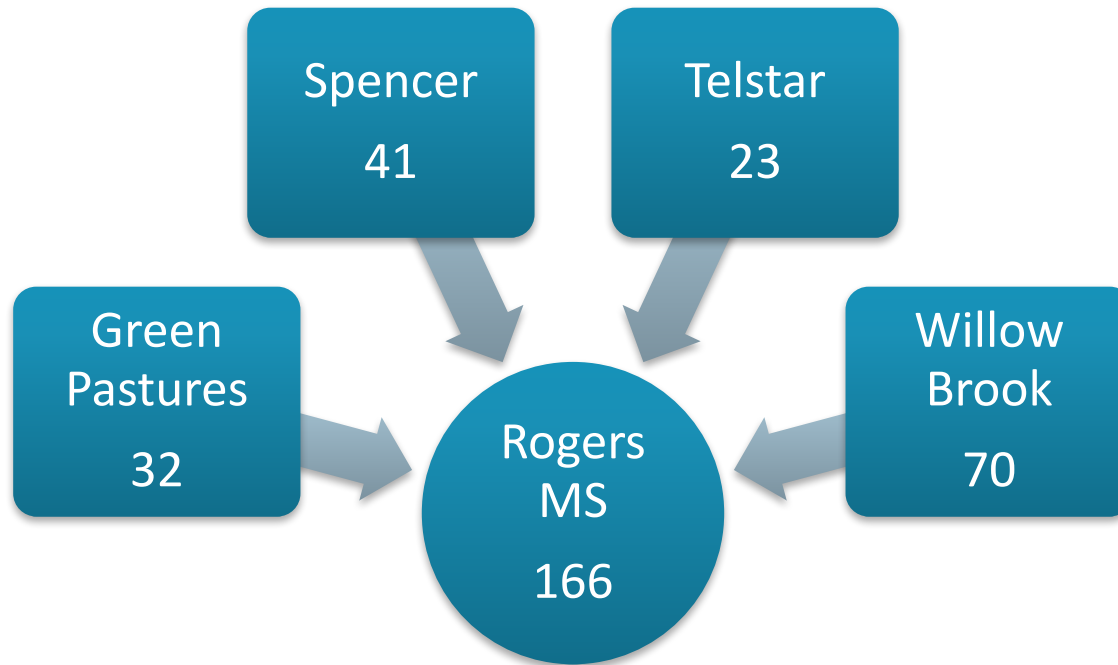 Spencer
41
Telstar
23
Green
Pastures
32
Willow
Brook
70
Rogers
MS
166